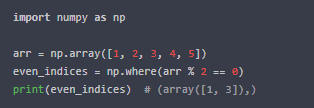 import numpy as np
arr = np.array([1, 2, 3, 4, 5])
even_indices = np.where(arr % 2 == 0)
print(even_indices)  # (array([1, 3]),)